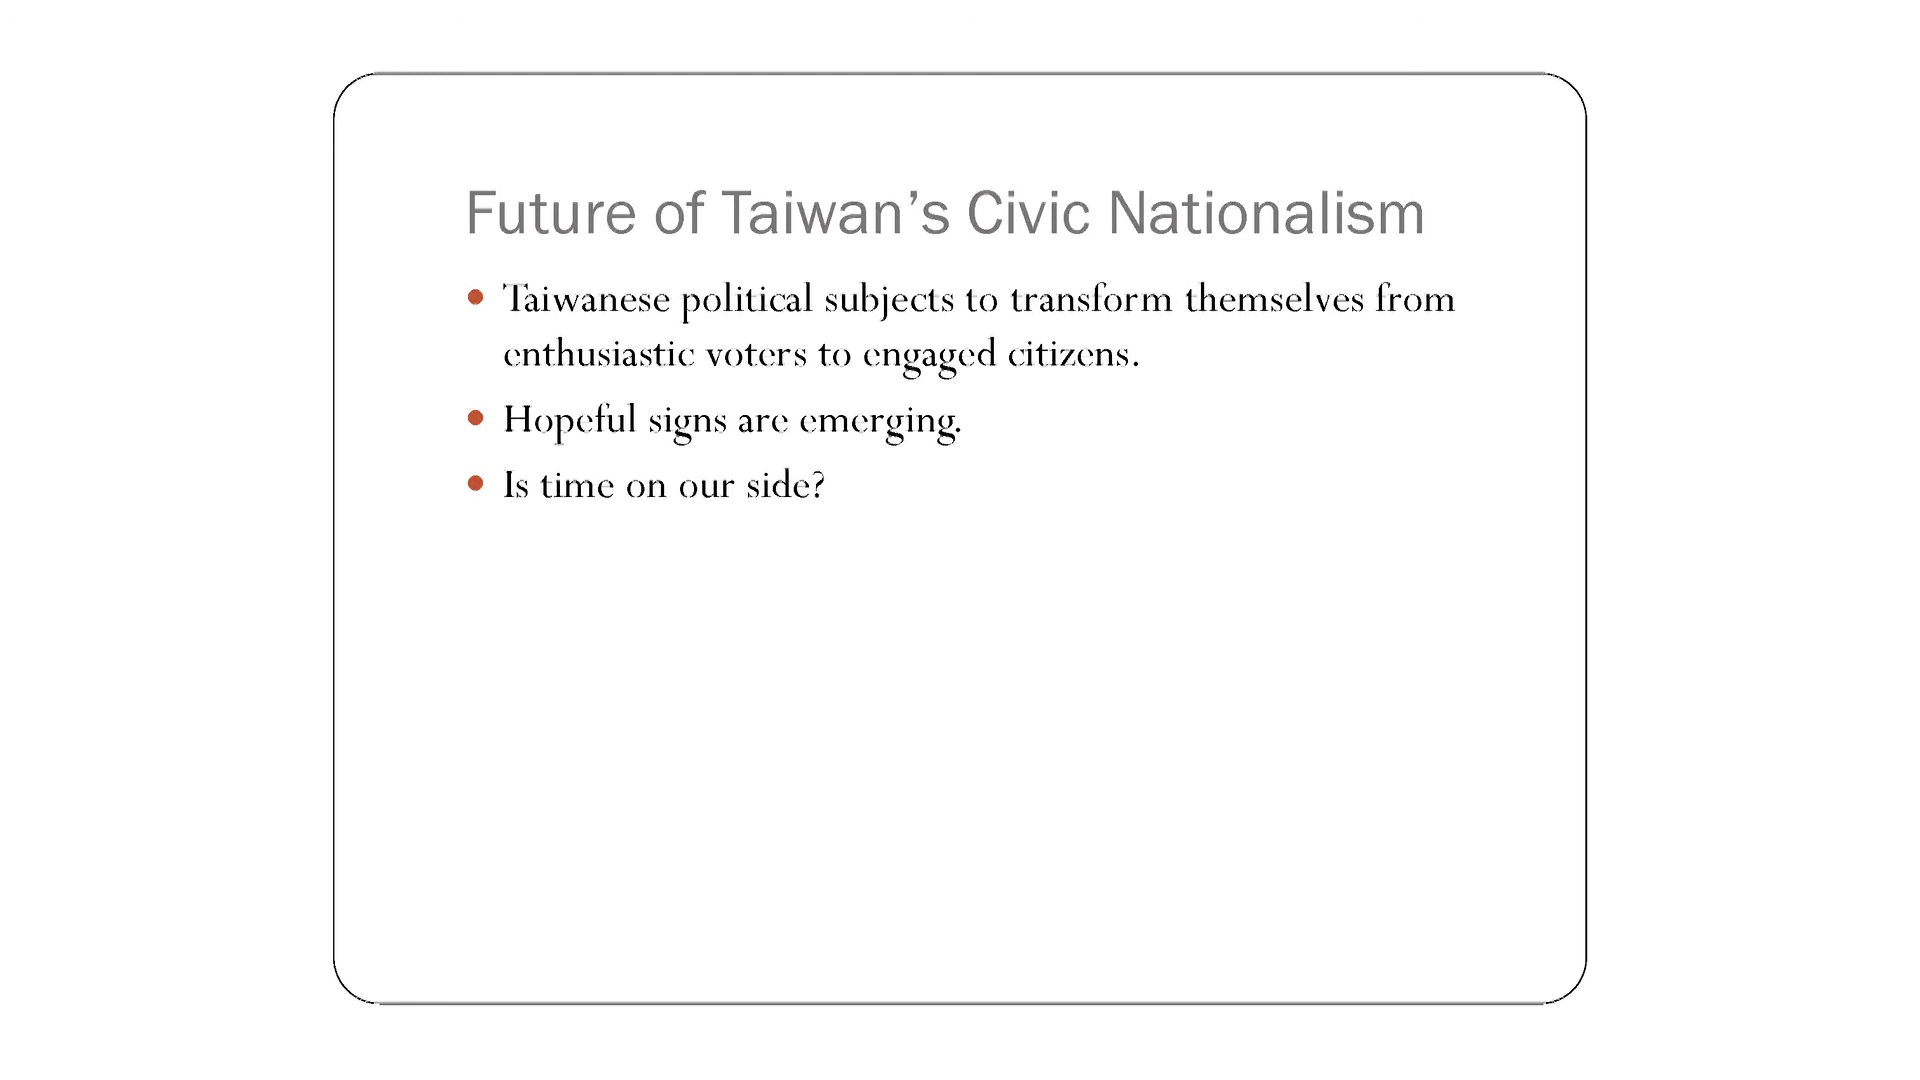 Future of Taiwan’s Civic Nationalism
• Taiwanese political subjects to transform themselves from
enthusiastic voters to engaged citizens.
• Hopeful signs are emerging.
• Is time on our side?